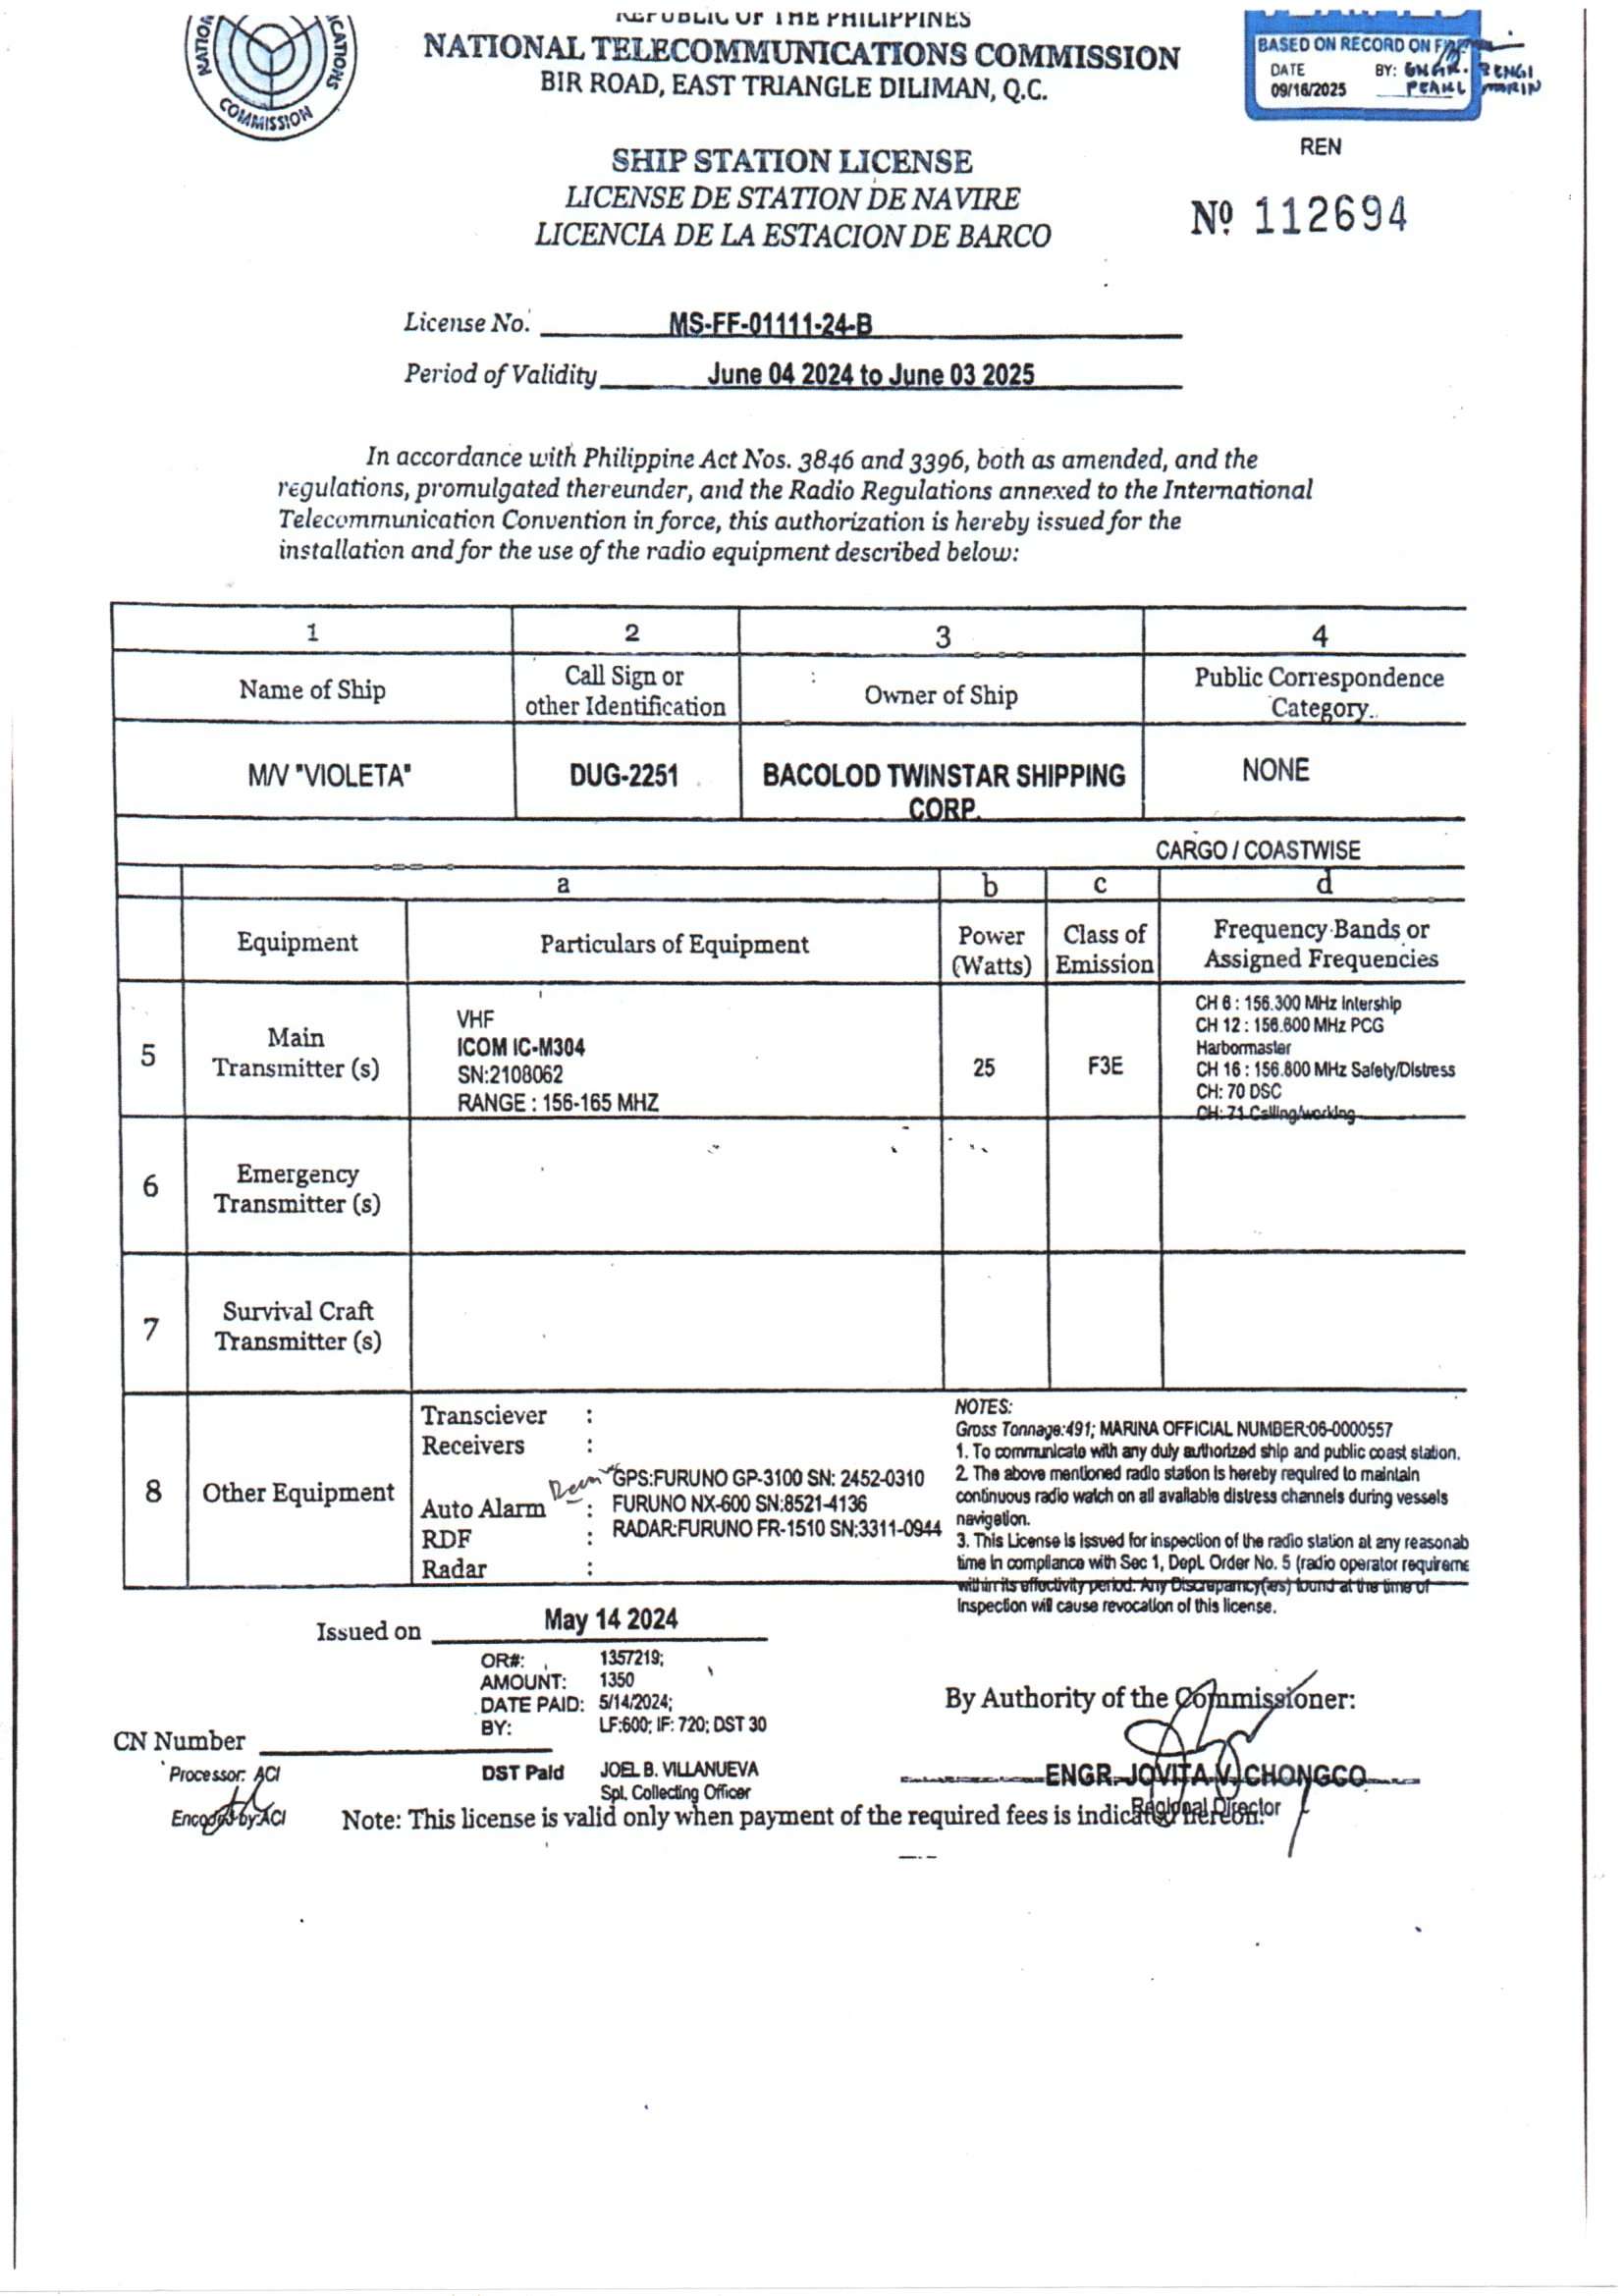 REPUBLIC OF THE PHILIPPINES
NATIONAL TELECOMMUNICATIONS COMMISSION
BIR ROAD, EAST TRIANGLE DILIMAN, Q.C.
COMMISSION
BASED ON RECORD ON FILE
DATE BY: ENGR. RENGI
09/16/2025 PEARL MARIN
REN
SHIP STATION LICENSE
LICENSE DE STATION DE NAVIRE
LICENCIA DE LA ESTACION DE BARCO
Nº 112694
License No. MS-FF-01111-24-B
Period of Validity June 04 2024 to June 03 2025
In accordance with Philippine Act Nos. 3846 and 3396, both as amended, and the
regulations, promulgated thereunder, and the Radio Regulations annexed to the International
Telecommunication Convention in force, this authorization is hereby issued for the
installation and for the use of the radio equipment described below:
1 2 3 4
Name of Ship
Call Sign or
other Identification
Owner of Ship
Public Correspondence
Category
M/V "VIOLETA"
DUG-2251
BACOLOD TWINSTAR SHIPPING
CORP.
NONE
CARGO / COASTWISE
a b c d
Equipment
Particulars of Equipment
Power
(Watts)
Class of
Emission
Frequency Bands or
Assigned Frequencies
5
Main
Transmitter (s)
VHF
ICOM IC-M304
SN:2108062
RANGE : 156-165 MHZ
25
F3E
CH 6 : 156.300 MHz Intership
CH 12 : 156.600 MHz PCG
Harbormaster
CH 16 : 156.800 MHz Safety/Distress
CH: 70 DSC
CH: 71 Calling/working
6
Emergency
Transmitter (s)
7
Survival Craft
Transmitter (s)
8
Other Equipment
Transciever :
Receivers :
Auto Alarm :
RDF :
Radar :
GPS:FURUNO GP-3100 SN: 2452-0310
FURUNO NX-600 SN:8521-4136
RADAR:FURUNO FR-1510 SN:3311-0944
NOTES:
Gross Tonnage:491; MARINA OFFICIAL NUMBER:06-0000557
1. To communicate with any duly authorized ship and public coast station.
2. The above mentioned radio station is hereby required to maintain
continuous radio watch on all available distress channels during vessels
navigation.
3. This License is issued for inspection of the radio station at any reasonab
time in compliance with Sec 1, Dept. Order No. 5 (radio operator requireme
within its effectivity period. Any Discrepancy(ies) found at the time of
Inspection will cause revocation of this license.
Issued on May 14 2024
OR#: 1357219;
AMOUNT: 1350
DATE PAID: 5/14/2024;
BY: LF:600; IF: 720; DST 30
CN Number
Processor: ACI
Encoded by:ACI
DST Paid
JOEL B. VILLANUEVA
Spl. Collecting Officer
By Authority of the Commissioner:
ENGR. JOVITA V. CHONGCO
Regional Director
Note: This license is valid only when payment of the required fees is indicated hereon.